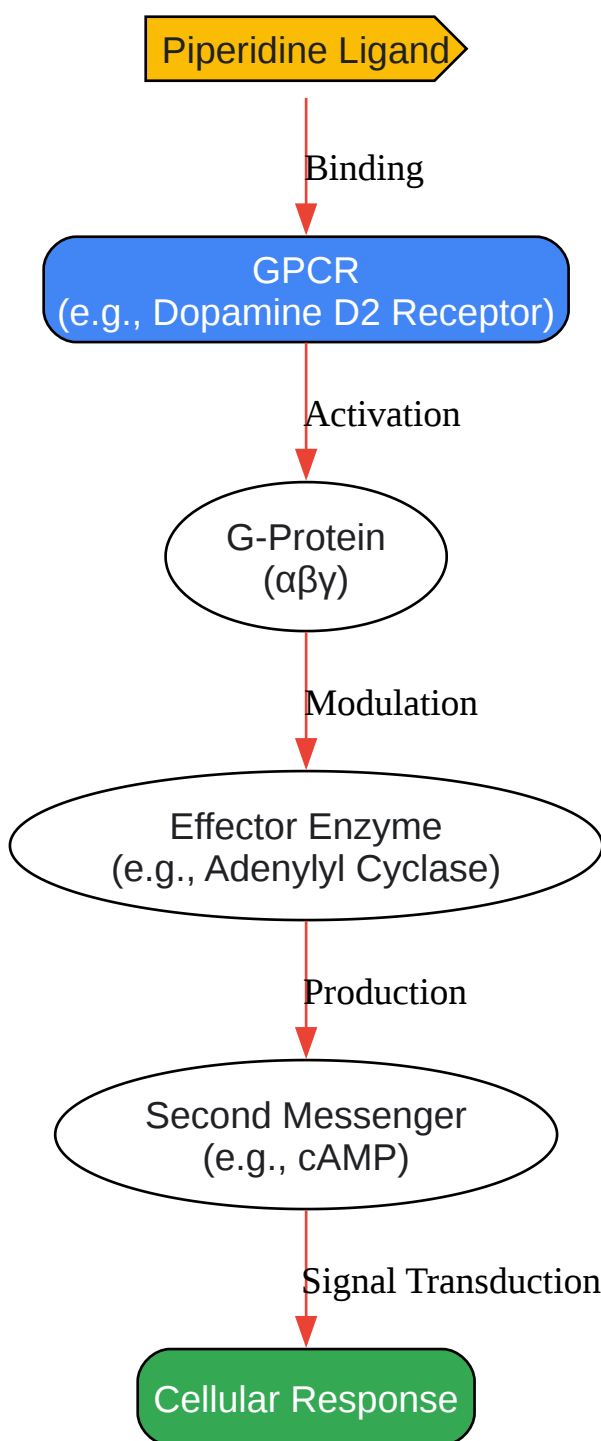 Piperidine Ligand
Binding
GPCR
(e.g., Dopamine D2 Receptor)
Activation
G-Protein
(αβγ)
Modulation
Effector Enzyme
(e.g., Adenylyl Cyclase)
Production
Second Messenger
(e.g., cAMP)
Signal Transduction
Cellular Response